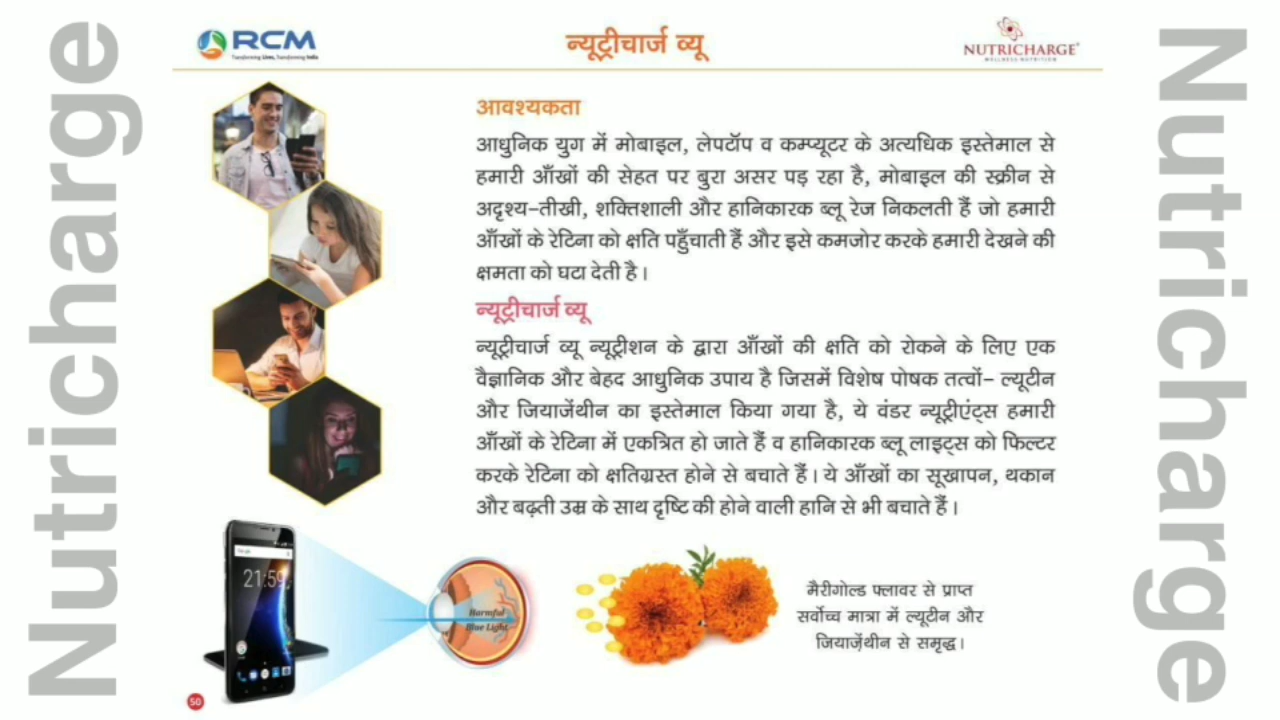 Nutricharge
RCM
Transforming Lives, Transforming India
न्यूट्रीचार्ज व्यू
NUTRICHARGE®
WELLNESS NUTRITION
आवश्यकता
आधुनिक युग में मोबाइल, लेपटॉप व कम्प्यूटर के अत्यधिक इस्तेमाल से
हमारी आँखों की सेहत पर बुरा असर पड़ रहा है, मोबाइल की स्क्रीन से
अदृश्य–तीखी, शक्तिशाली और हानिकारक ब्लू रेज निकलती हैं जो हमारी
आँखों के रेटिना को क्षति पहुँचाती हैं और इसे कमजोर करके हमारी देखने की
क्षमता को घटा देती है।
न्यूट्रीचार्ज व्यू
न्यूट्रीचार्ज व्यू न्यूट्रीशन के द्वारा आँखों की क्षति को रोकने के लिए एक
वैज्ञानिक और बेहद आधुनिक उपाय है जिसमें विशेष पोषक तत्वों– ल्यूटीन
और जियाजेंथीन का इस्तेमाल किया गया है, ये वंडर न्यूट्रीएंट्स हमारी
आँखों के रेटिना में एकत्रित हो जाते हैं व हानिकारक ब्लू लाइट्स को फिल्टर
करके रेटिना को क्षतिग्रस्त होने से बचाते हैं। ये आँखों का सूखापन, थकान
और बढ़ती उम्र के साथ दृष्टि की होने वाली हानि से भी बचाते हैं।
21:59
Harmful
Blue Light
मैरीगोल्ड फ्लावर से प्राप्त
सर्वोच्च मात्रा में ल्यूटीन और
जियाजे़ंथीन से समृद्ध।
50
Nutricharge